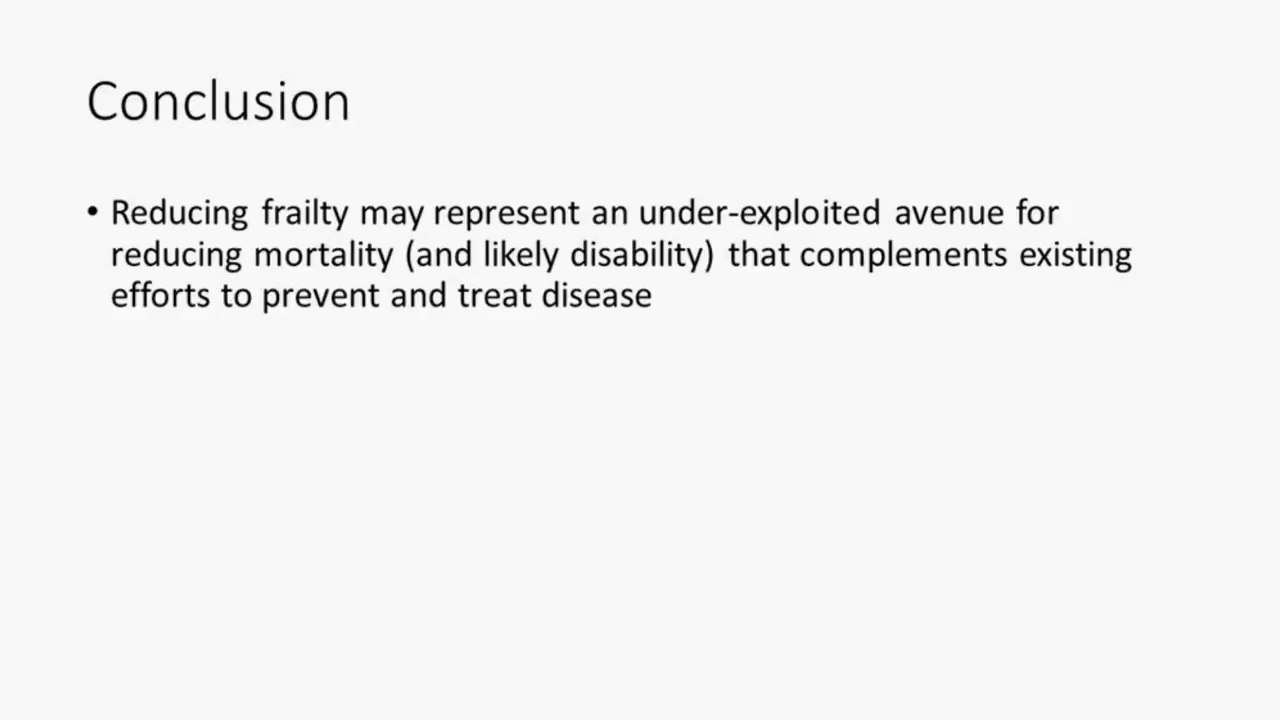 Conclusion
• Reducing frailty may represent an under-exploited avenue for
reducing mortality (and likely disability) that complements existing
efforts to prevent and treat disease